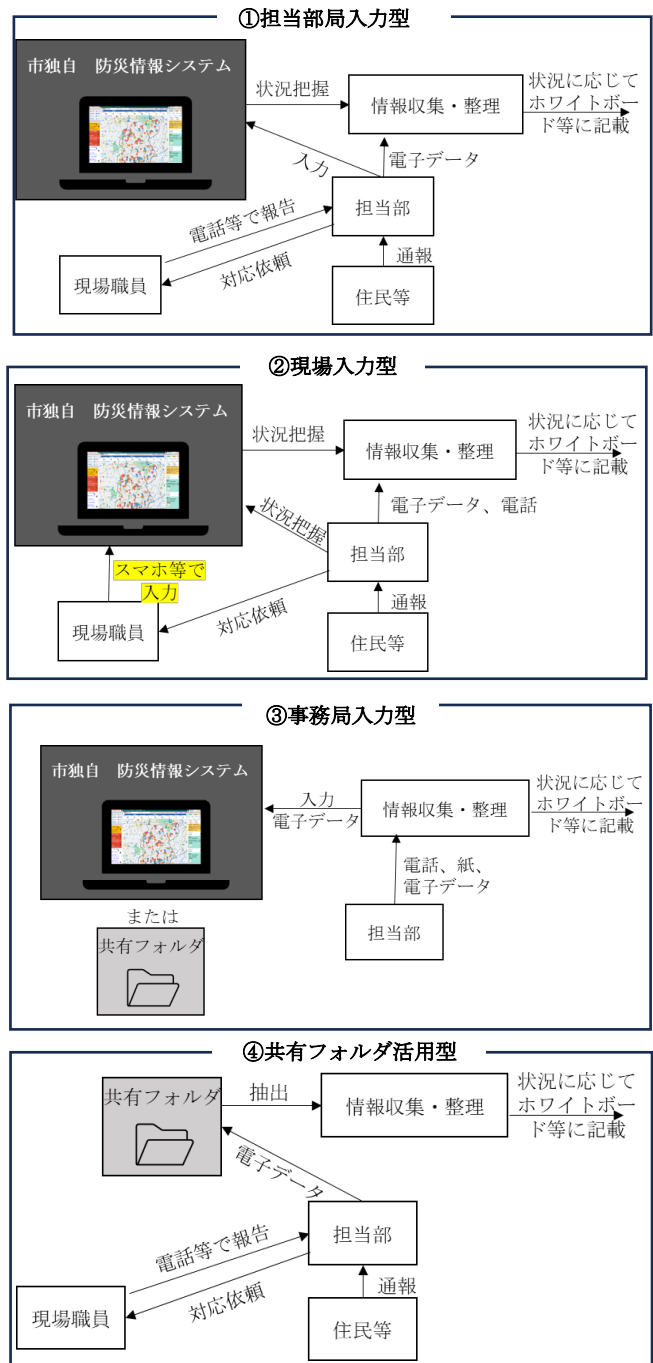 ①担当部局入力型
市独自　防災情報システム
状況把握
情報収集・整理
状況に応じて
ホワイトボー
ド等に記載
入力
電子データ
担当部
電話等で報告
対応依頼
通報
現場職員
住民等
②現場入力型
市独自　防災情報システム
状況把握
情報収集・整理
状況に応じて
ホワイトボー
ド等に記載
状況把握
電子データ、電話
担当部
スマホ等で
入力
対応依頼
通報
現場職員
住民等
③事務局入力型
市独自　防災情報システム
入力
電子データ
情報収集・整理
状況に応じて
ホワイトボー
ド等に記載
電話、紙、
電子データ
または
共有フォルダ
担当部
④共有フォルダ活用型
共有フォルダ
抽出
情報収集・整理
状況に応じて
ホワイトボー
ド等に記載
電子データ
担当部
電話等で報告
対応依頼
通報
現場職員
住民等